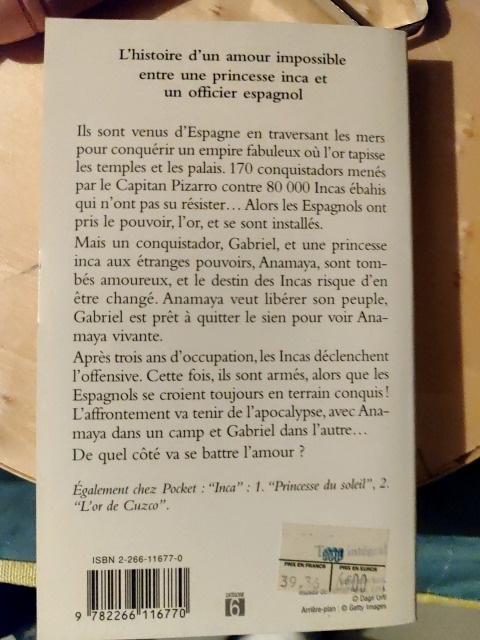 L'histoire d'un amour impossible
entre une princesse inca et
un officier espagnol
Ils sont venus d'Espagne en traversant les mers
pour conquérir un empire fabuleux où l'or tapisse
les temples et les palais. 170 conquistadors menés
par le Capitan Pizarro contre 80 000 Incas ébahis
qui n'ont pas su résister... Alors les Espagnols ont
pris le pouvoir, l'or, et se sont installés.
Mais un conquistador, Gabriel, et une princesse
inca aux étranges pouvoirs, Anamaya, sont tom-
bés amoureux, et le destin des Incas risque d'en
être changé. Anamaya veut libérer son peuple,
Gabriel est prêt à quitter le sien pour voir Ana-
maya vivante.
Après trois ans d'occupation, les Incas déclenchent
l'offensive. Cette fois, ils sont armés, alors que les
Espagnols se croient toujours en terrain conquis !
L'affrontement va tenir de l'apocalypse, avec Ana-
maya dans un camp et Gabriel dans l'autre...
De quel côté va se battre l'amour ?
Également chez Pocket : "Inca" : 1. "Princesse du soleil", 2.
"L'or de Cuzco".
ISBN 2-266-11677-0
intégral
PRIX EN FRANCS
PRIX EN EUROS
39.36
CATÉGORIE
6
© Dagli Orti
Arrière-plan : © Getty Images
9 782266 116770